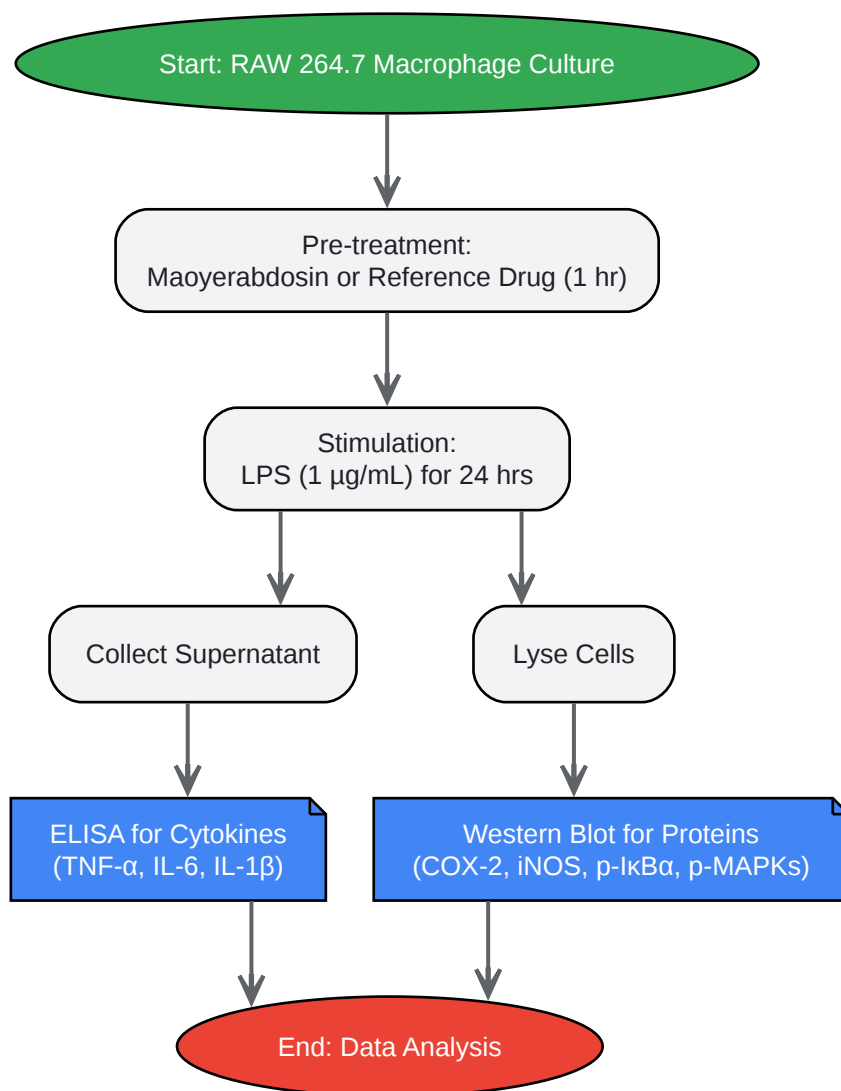 Start: RAW 264.7 Macrophage Culture
Pre-treatment:
Maoyerabdosin or Reference Drug (1 hr)
Stimulation:
LPS (1 µg/mL) for 24 hrs
Collect Supernatant
Lyse Cells
ELISA for Cytokines
(TNF-α, IL-6, IL-1β)
Western Blot for Proteins
(COX-2, iNOS, p-IκBα, p-MAPKs)
End: Data Analysis